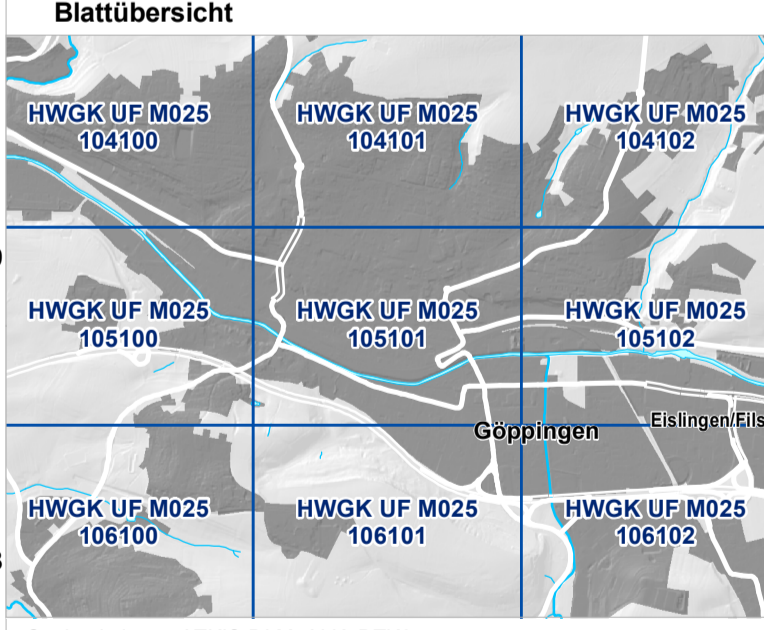 Blattübersicht
HWGK UF M025
104100
HWGK UF M025
104101
HWGK UF M025
104102
HWGK UF M025
105100
HWGK UF M025
105101
HWGK UF M025
105102
Göppingen
Eislingen/Fils
HWGK UF M025
106100
HWGK UF M025
106101
HWGK UF M025
106102